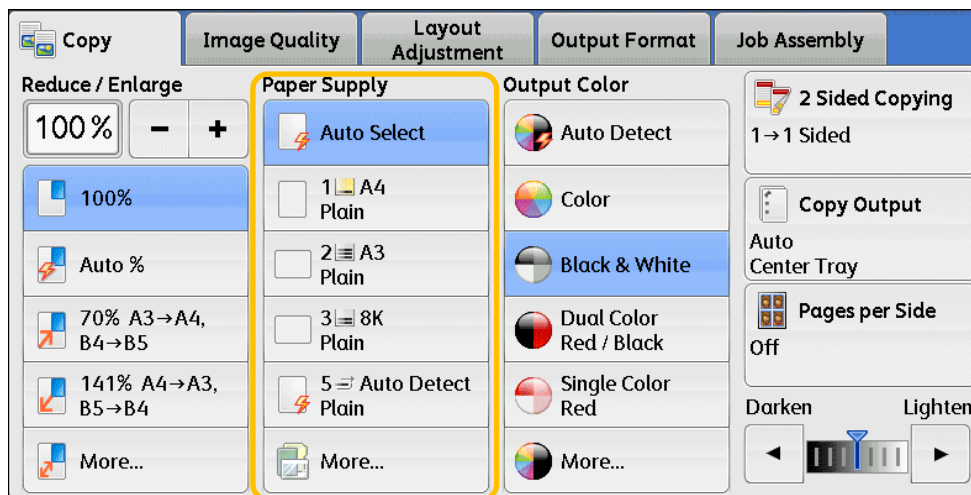 Copy
Image Quality
Layout
Adjustment
Output Format
Job Assembly
Reduce / Enlarge
100%
- +
100%
Auto %
70% A3→A4,
B4→B5
141% A4→A3,
B5→B4
More...
Paper Supply
Auto Select
1 A4
Plain
2 A3
Plain
3 8K
Plain
5 Auto Detect
Plain
More...
Output Color
Auto Detect
Color
Black & White
Dual Color
Red / Black
Single Color
Red
More...
2 Sided Copying
1→1 Sided
Copy Output
Auto
Center Tray
Pages per Side
Off
Darken
Lighten